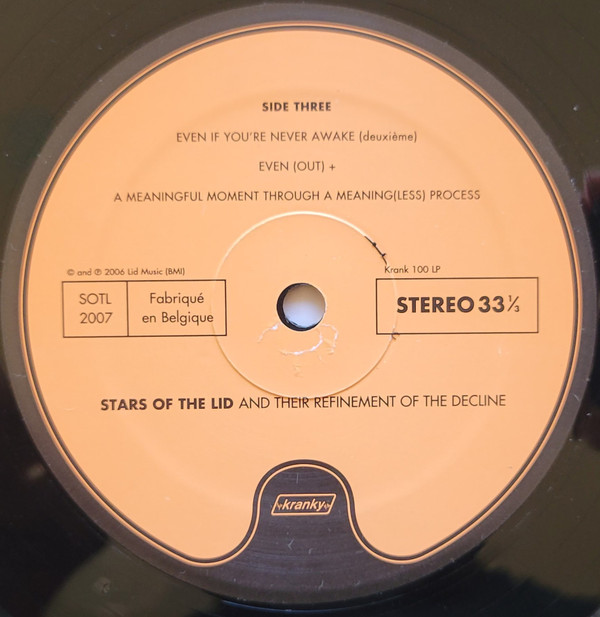 SIDE THREE
EVEN IF YOU'RE NEVER AWAKE (deuxième)
EVEN (OUT) +
A MEANINGFUL MOMENT THROUGH A MEANING(LESS) PROCESS
© and ℗ 2006 Lid Music (BMI)
Krank 100 LP
SOTL
2007
Fabriqué
en Belgique
STEREO 33⅓
STARS OF THE LID AND THEIR REFINEMENT OF THE DECLINE
kranky